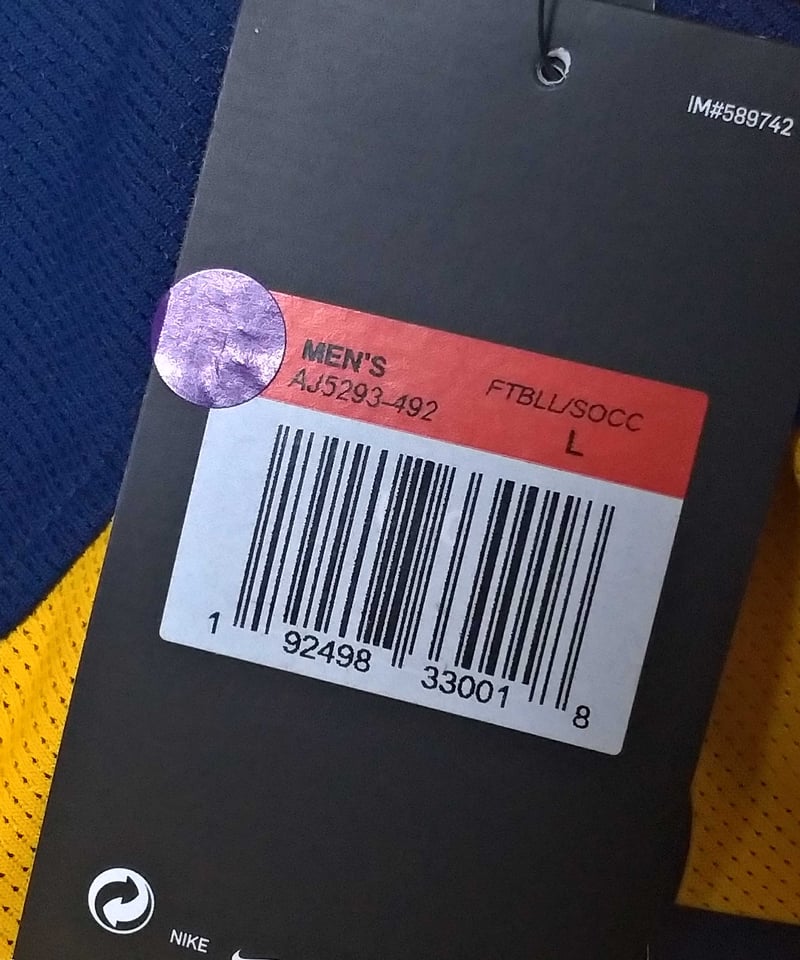 IM#589742
MEN'S
AJ5293-492
FTBLL/SOCC
L
1 92498 33001 8
NIKE